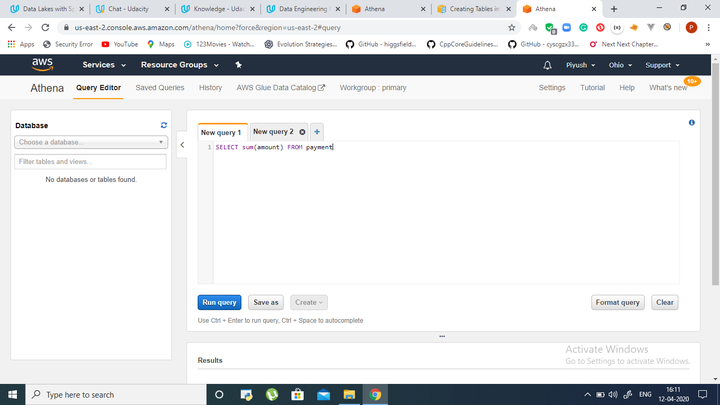 Data Lakes with Sp
Chat - Udacity
Knowledge - Udac
Data Engineering
Athena
Creating Tables in
Athena
us-east-2.console.aws.amazon.com/athena/home?force&region=us-east-2#query
Apps
Security Error
YouTube
Maps
123Movies - Watch...
Evolution Strategies...
GitHub - higgsfield...
CppCoreGuidelines...
GitHub - cyscgzx33...
Next Next Chapter...
aws
Services
Resource Groups
Piyush
Ohio
Support
Athena
Query Editor
Saved Queries
History
AWS Glue Data Catalog
Workgroup : primary
Settings
Tutorial
Help
What's new
Database
Choose a database...
Filter tables and views...
No databases or tables found.
New query 1
New query 2
1 SELECT sum(amount) FROM payment
Run query
Save as
Create
Format query
Clear
Use Ctrl + Enter to run query, Ctrl + Space to autocomplete
Results
Activate Windows
Go to Settings to activate Windows.
Type here to search
ENG
16:11
12-04-2020